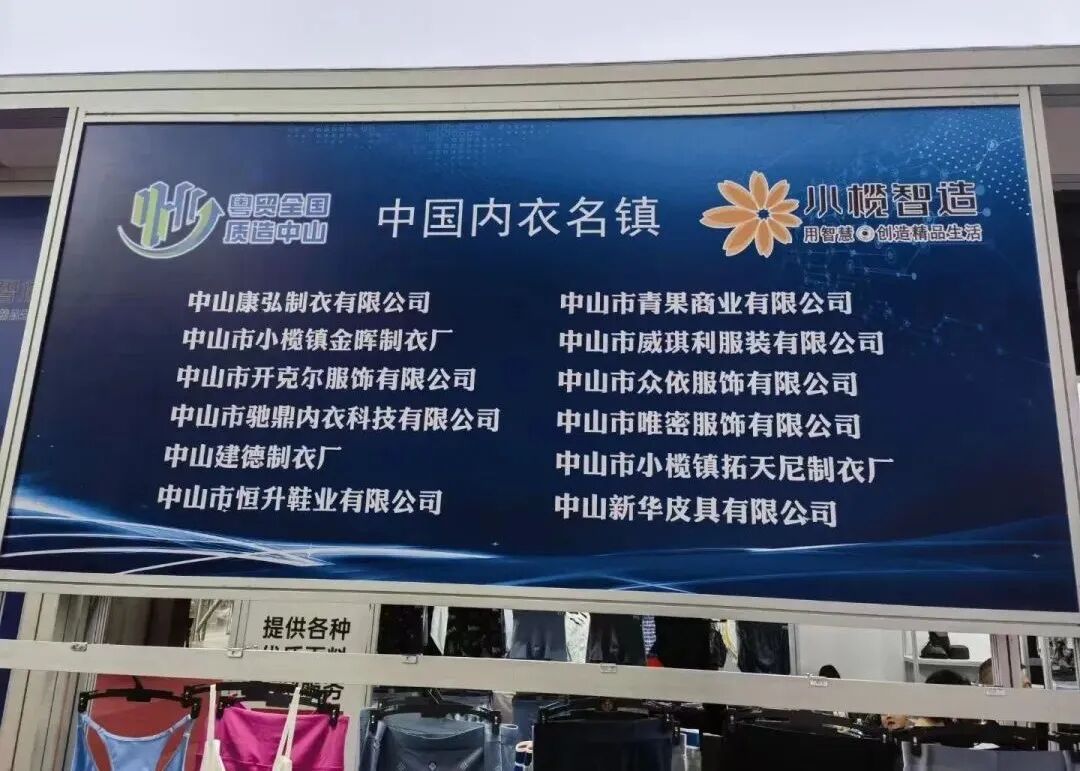 粤贸全国
质造中山
中国内衣名镇
小榄智造
用智慧创造精品生活
中山康弘制衣有限公司
中山市小榄镇金晖制衣厂
中山市开克尔服饰有限公司
中山市驰鼎内衣科技有限公司
中山建德制衣厂
中山市恒升鞋业有限公司
中山市青果商业有限公司
中山市威琪利服装有限公司
中山市众依服饰有限公司
中山市唯密服饰有限公司
中山市小榄镇拓天尼制衣厂
中山新华皮具有限公司
提供各种